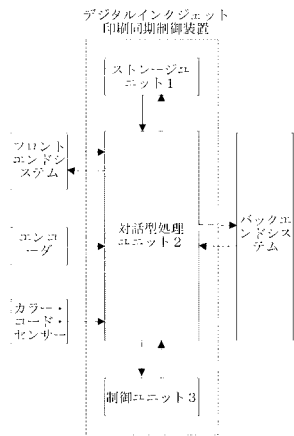 デジタルインクジェット
印刷同期制御装置
ストレージユ
ニット1
フロント
エンドシ
ステム
対話型処理
ユニット2
バックエ
ンドシス
テム
エンコ
ーダ
カラー・
コード・
センサー
制御ユニット3